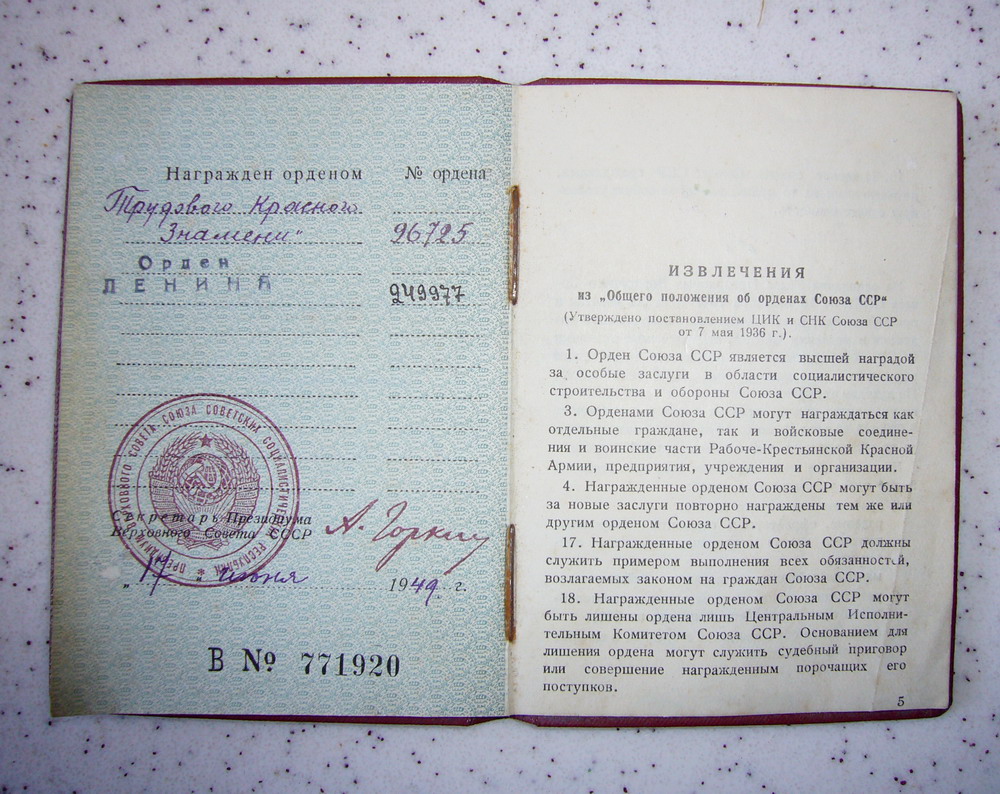 Награжден орденом № ордена
Трудового Красного
Знамени" 96725
Орден
ЛЕНИНА 249977
Секретарь Президиума
Верховного Совета СССР А. Горкин
„17" июня 1949 г.
В № 771920
ИЗВЛЕЧЕНИЯ
из „Общего положения об орденах Союза ССР"
(Утверждено постановлением ЦИК и СНК Союза ССР
от 7 мая 1936 г.).
1. Орден Союза ССР является высшей наградой
за особые заслуги в области социалистического
строительства и обороны Союза ССР.
3. Орденами Союза ССР могут награждаться как
отдельные граждане, так и войсковые соедине-
ния и воинские части Рабоче-Крестьянской Красной
Армии, предприятия, учреждения и организации.
4. Награжденные орденом Союза ССР могут быть
за новые заслуги повторно награждены тем же или
другим орденом Союза ССР.
17. Награжденные орденом Союза ССР должны
служить примером выполнения всех обязанностей,
возлагаемых законом на граждан Союза ССР.
18. Награжденные орденом Союза ССР могут
быть лишены ордена лишь Центральным Исполни-
тельным Комитетом Союза ССР. Основанием для
лишения ордена могут служить судебный приговор
или совершение награжденным порочащих его
поступков.
5